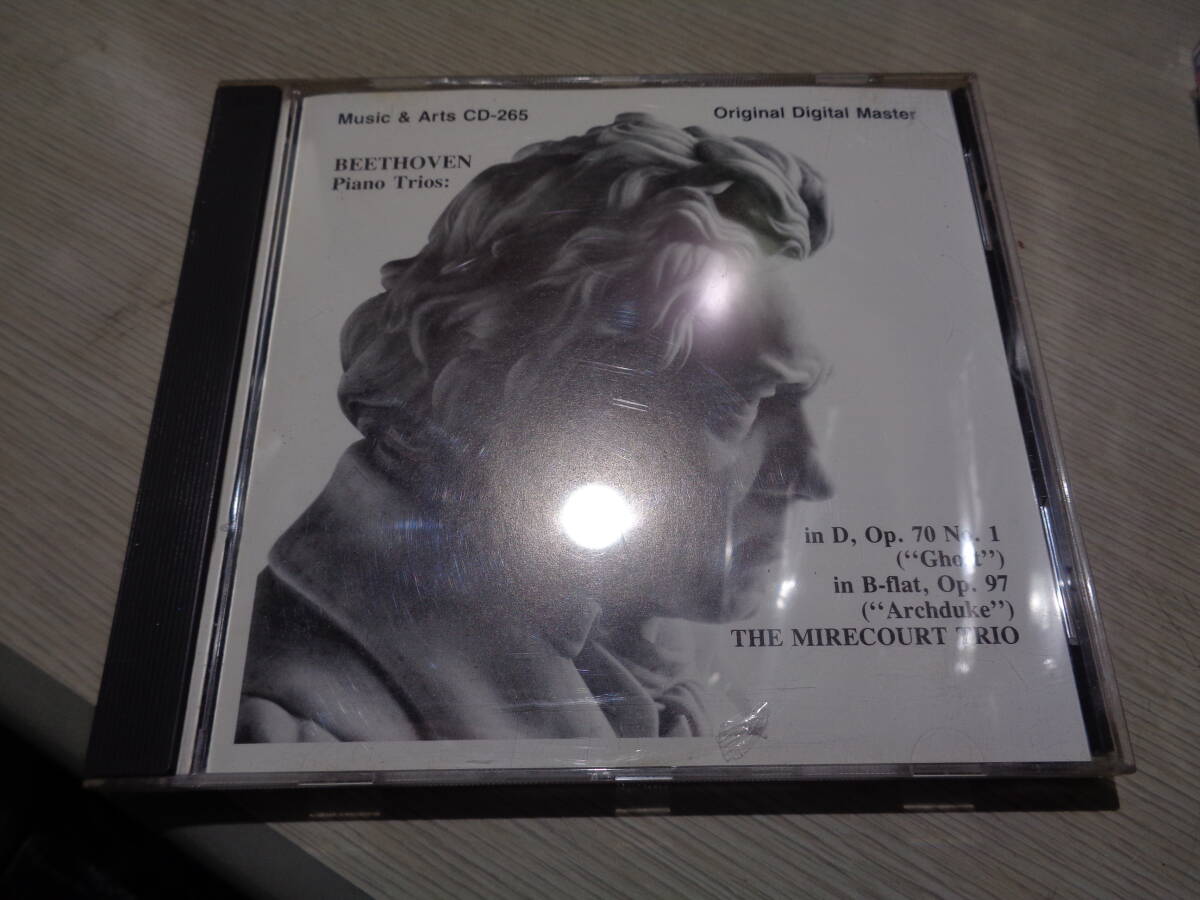 Music & Arts CD-265
Original Digital Master
BEETHOVEN
Piano Trios:
in D, Op. 70 No. 1
(“Ghost”)
in B-flat, Op. 97
(“Archduke”)
THE MIRECOURT TRIO